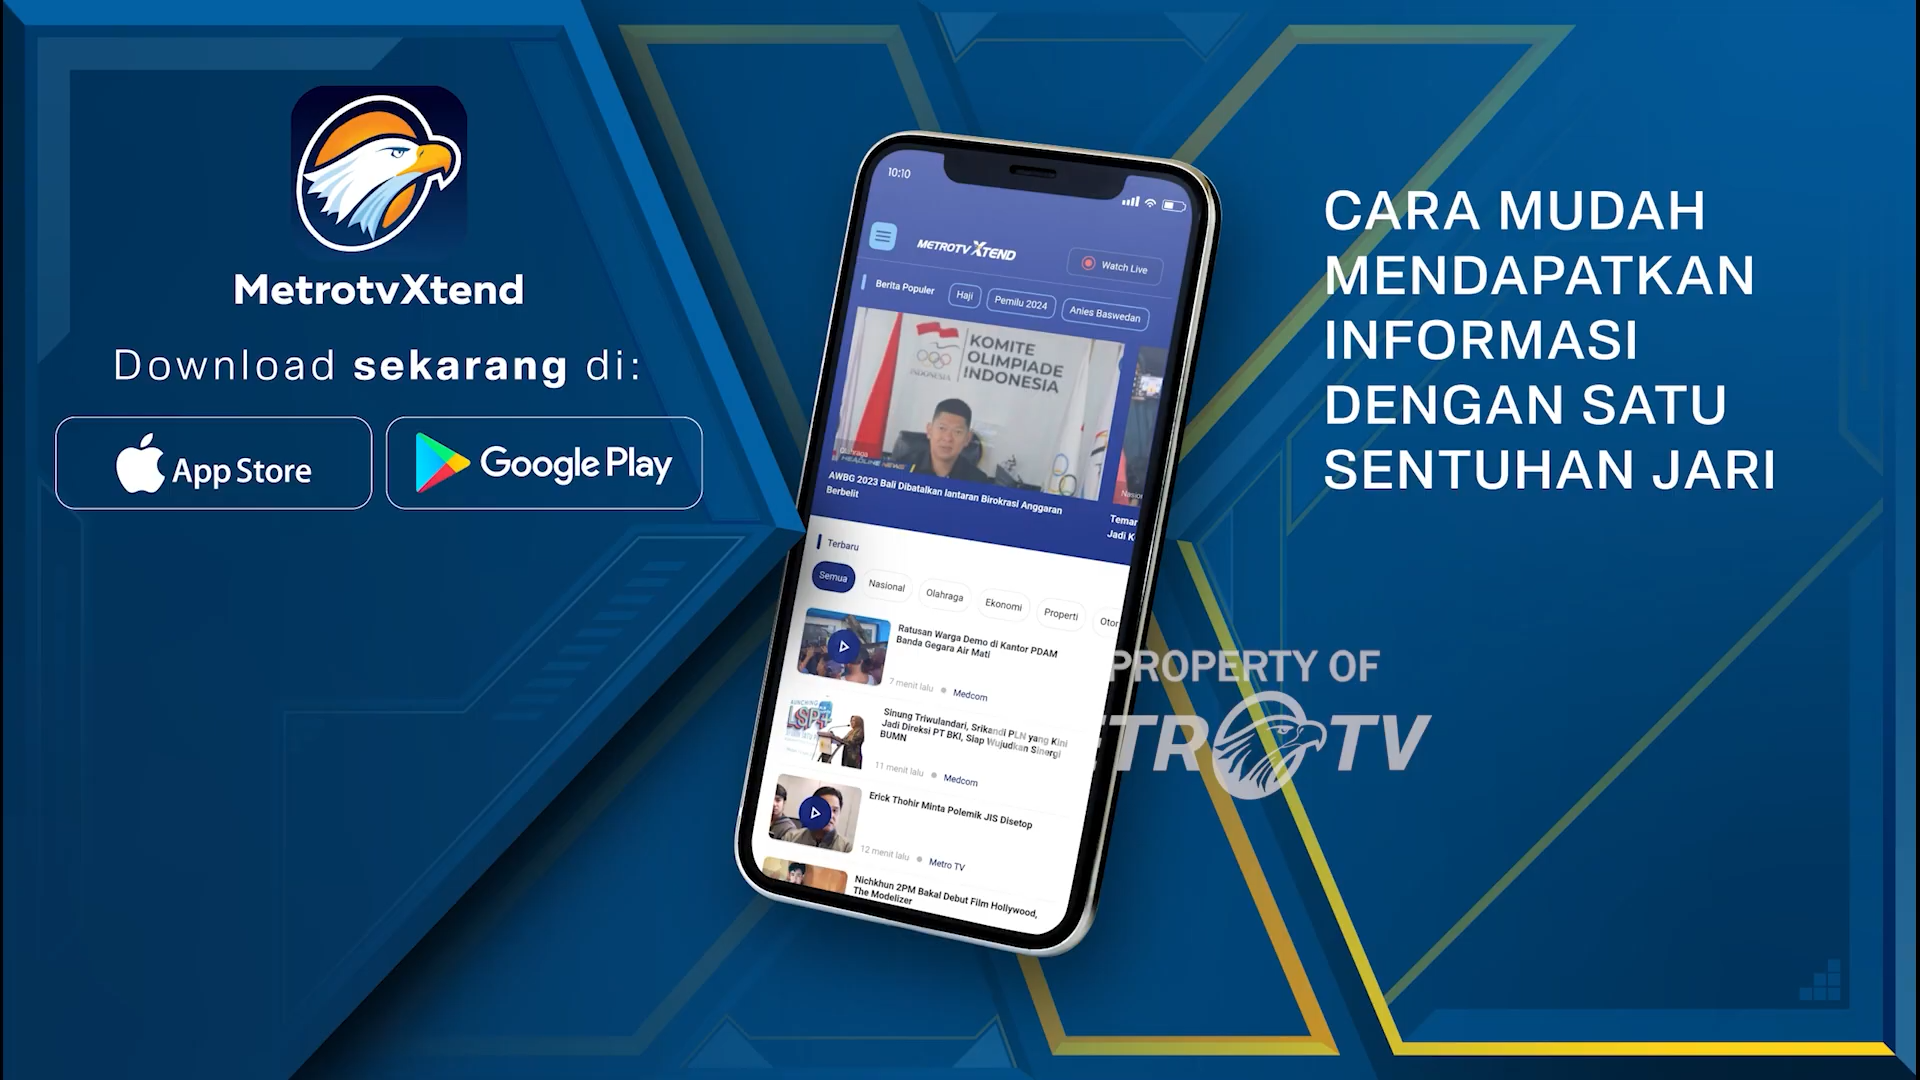 MetrotvXtend
Download sekarang di:
App Store
Google Play
10:10
METROTV XTEND
Watch Live
Berita Populer
Haji
Pemilu 2024
Anies Baswedan
KOMITE
OLIMPIADE
INDONESIA
INDONESIA
Olahraga
HEADLINE NEWS
AWBG 2023 Bali Dibatalkan lantaran Birokrasi Anggaran
Berbelit
Terbaru
Semua
Nasional
Olahraga
Ekonomi
Properti
Ratusan Warga Demo di Kantor PDAM
Banda Gegara Air Mati
7 menit lalu
Medcom
Sinung Triwulandari, Srikandi PLN yang Kini
Jadi Direksi PT BKI, Siap Wujudkan Sinergi
BUMN
11 menit lalu
Medcom
Erick Thohir Minta Polemik JIS Disetop
12 menit lalu
Metro TV
Nichkhun 2PM Bakal Debut Film Hollywood,
The Modelizer
CARA MUDAH
MENDAPATKAN
INFORMASI
DENGAN SATU
SENTUHAN JARI
PROPERTY OF
TV